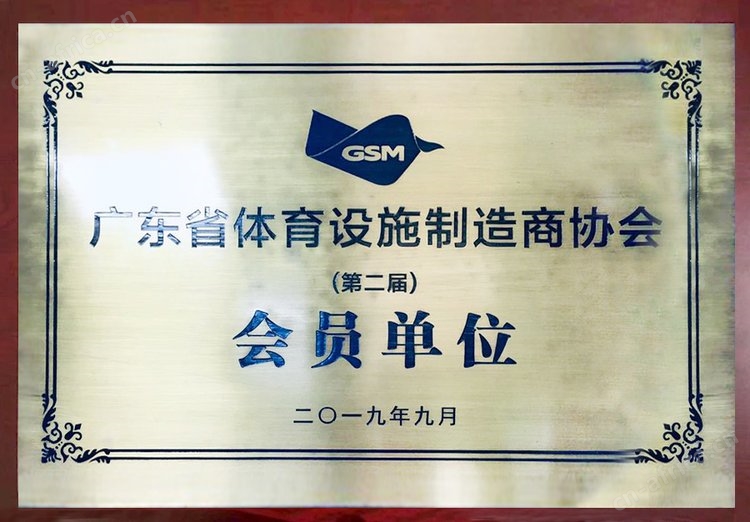 GSM
广东省体育设施制造商协会
(第二届)
会员单位
二〇一九年九月